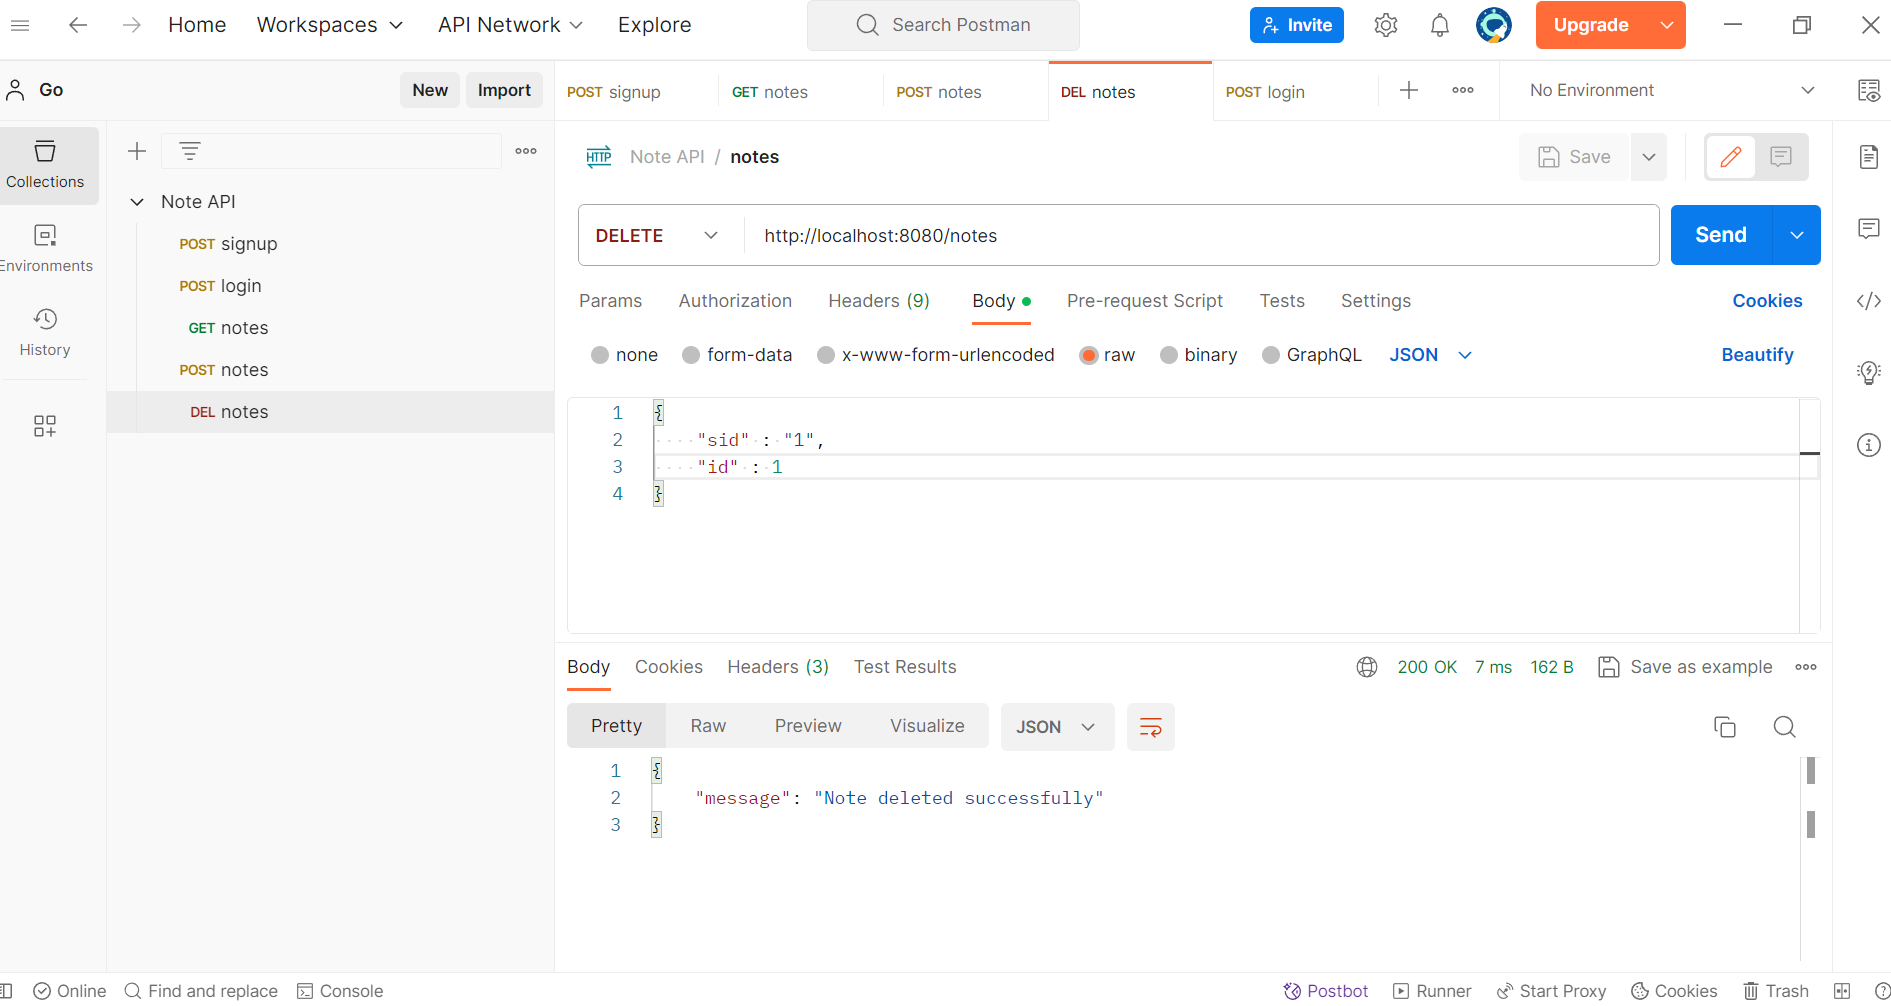 Home Workspaces API Network Explore Search Postman Invite Upgrade
Go New Import
POST signup GET notes POST notes DEL notes POST login No Environment
Collections
Environments
History
Note API
POST signup
POST login
GET notes
POST notes
DEL notes
HTTP Note API / notes Save
DELETE http://localhost:8080/notes Send
Params Authorization Headers (9) Body Pre-request Script Tests Settings Cookies
none form-data x-www-form-urlencoded raw binary GraphQL JSON Beautify
1 {
2 "sid" : "1",
3 "id" : 1
4 }
Body Cookies Headers (3) Test Results 200 OK 7 ms 162 B Save as example
Pretty Raw Preview Visualize JSON
1 {
2 "message": "Note deleted successfully"
3 }
Online Find and replace Console Postbot Runner Start Proxy Cookies Trash